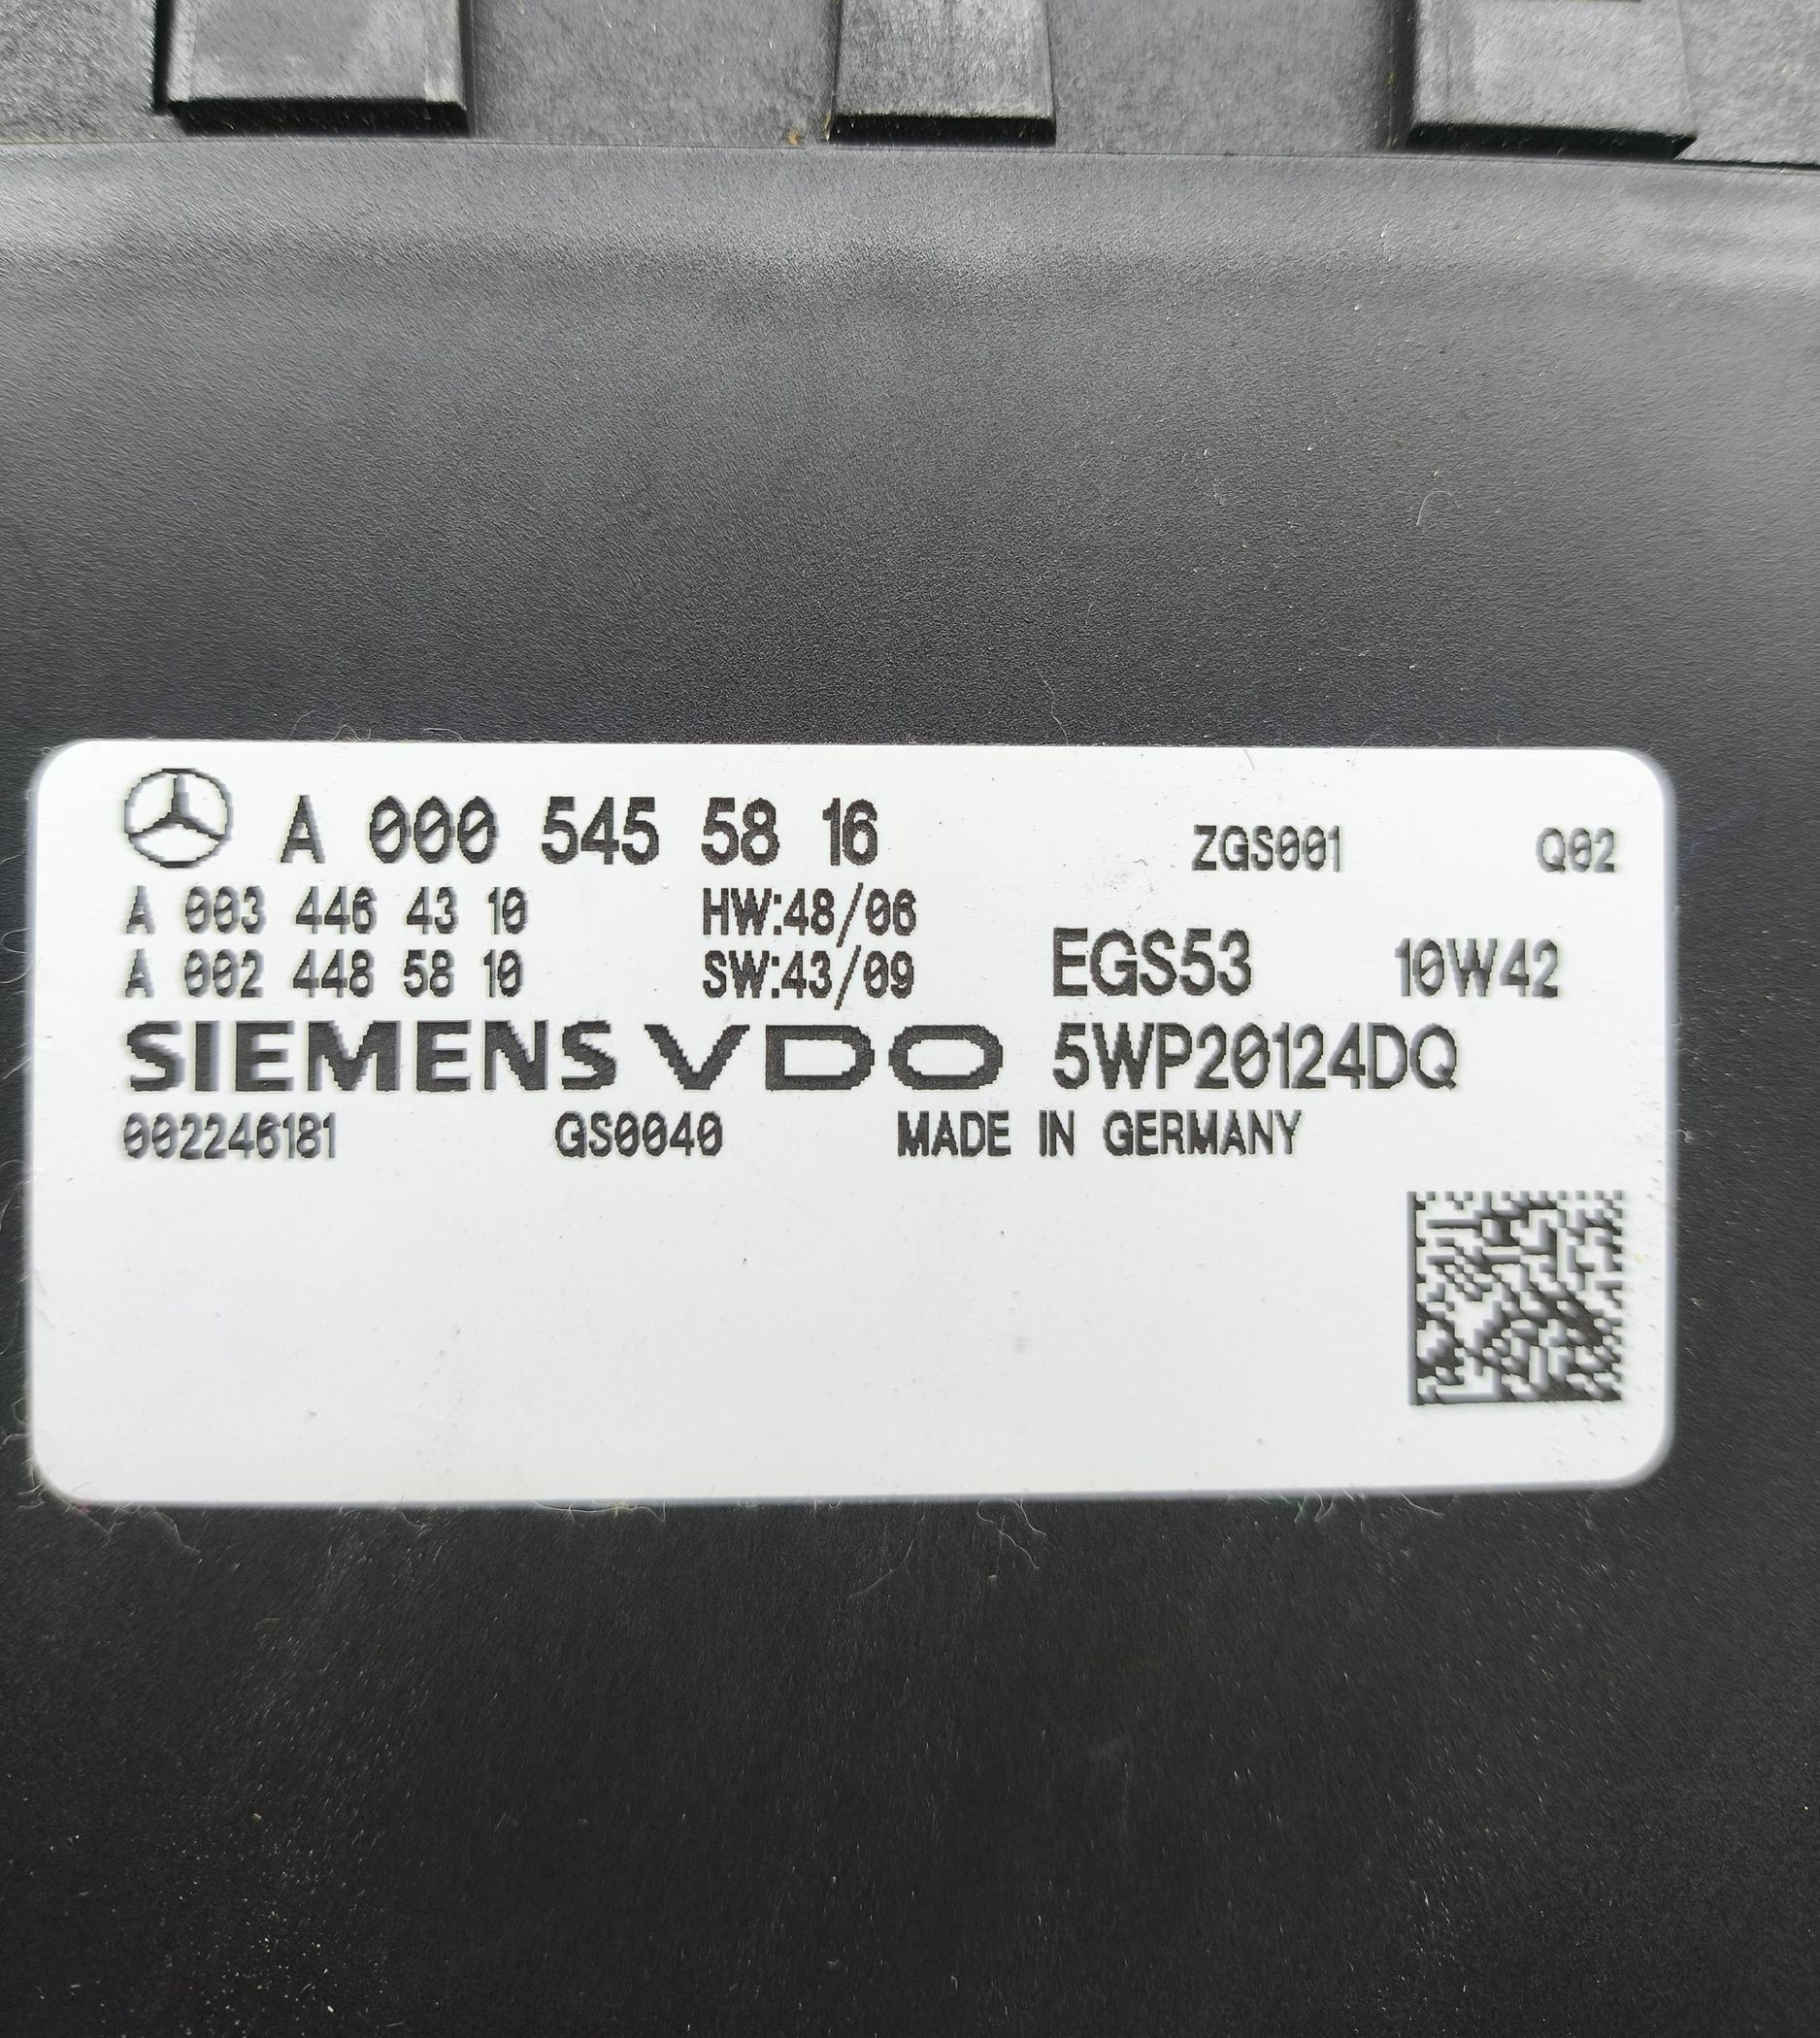 A 000 545 58 16 ZGS001 Q02
A 003 446 43 10 HW:48/06
A 002 448 58 10 SW:43/09 EGS53 10W42
SIEMENS VDO 5WP20124DQ
002246181 GS0040 MADE IN GERMANY